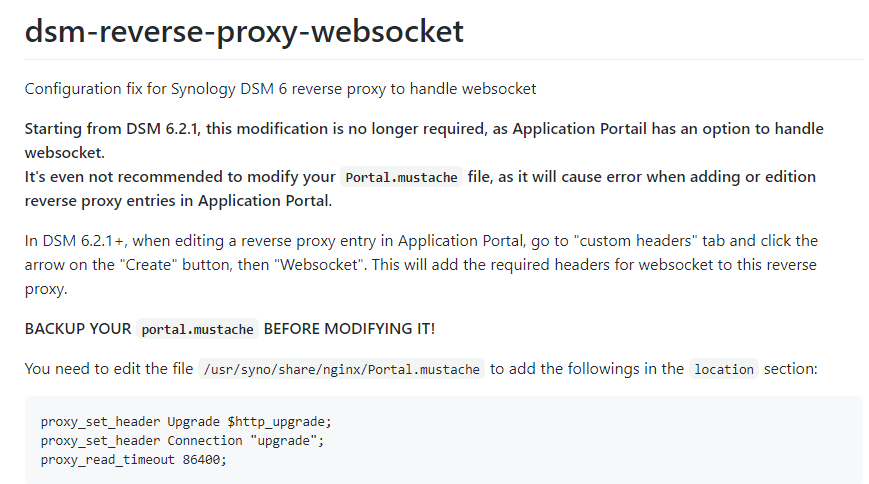 dsm-reverse-proxy-websocket
Configuration fix for Synology DSM 6 reverse proxy to handle websocket
Starting from DSM 6.2.1, this modification is no longer required, as Application Portail has an option to handle
websocket.
It's even not recommended to modify your Portal.mustache file, as it will cause error when adding or edition
reverse proxy entries in Application Portal.
In DSM 6.2.1+, when editing a reverse proxy entry in Application Portal, go to "custom headers" tab and click the
arrow on the "Create" button, then "Websocket". This will add the required headers for websocket to this reverse
proxy.
BACKUP YOUR portal.mustache BEFORE MODIFYING IT!
You need to edit the file /usr/syno/share/nginx/Portal.mustache to add the followings in the location section:
proxy_set_header Upgrade $http_upgrade;
proxy_set_header Connection "upgrade";
proxy_read_timeout 86400;